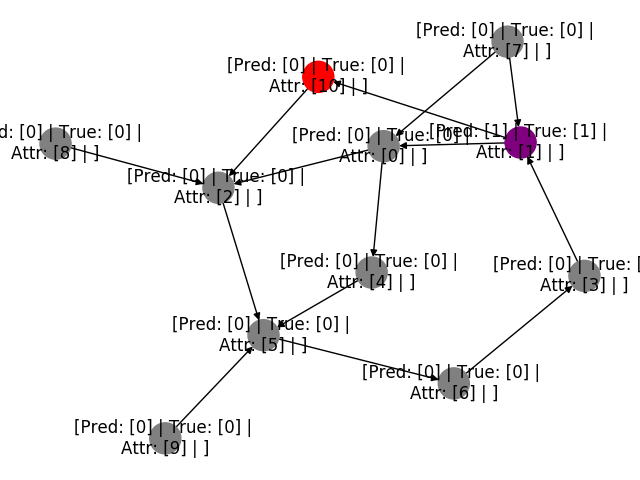 [Pred: [0] | True: [0] |
Attr: [7] | ]
[Pred: [0] | True: [0] |
Attr: [10] | ]
[Pred: [1] | True: [1] |
Attr: [1] | ]
[Pred: [0] | True: [0] |
Attr: [0] | ]
d: [0] | True: [0] |
Attr: [8] | ]
[Pred: [0] | True: [0] |
Attr: [2] | ]
[Pred: [0] | True: [0] |
Attr: [4] | ]
[Pred: [0] | True: [
Attr: [3] | ]
[Pred: [0] | True: [0] |
Attr: [5] | ]
[Pred: [0] | True: [0] |
Attr: [6] | ]
[Pred: [0] | True: [0] |
Attr: [9] | ]